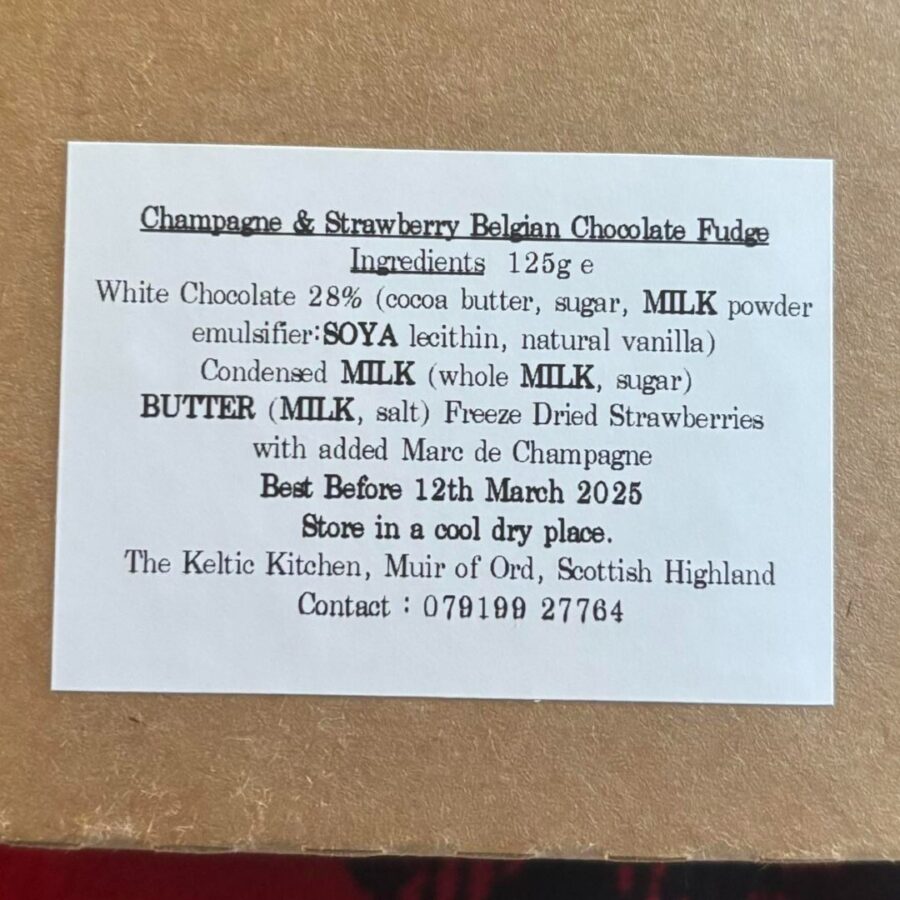 Champagne & Strawberry Belgian Chocolate Fudge
Ingredients 125g e
White Chocolate 28% (cocoa butter, sugar, MILK powder
emulsifier:SOYA lecithin, natural vanilla)
Condensed MILK (whole MILK, sugar)
BUTTER (MILK, salt) Freeze Dried Strawberries
with added Marc de Champagne
Best Before 12th March 2025
Store in a cool dry place.
The Keltic Kitchen, Muir of Ord, Scottish Highland
Contact : 079199 27764